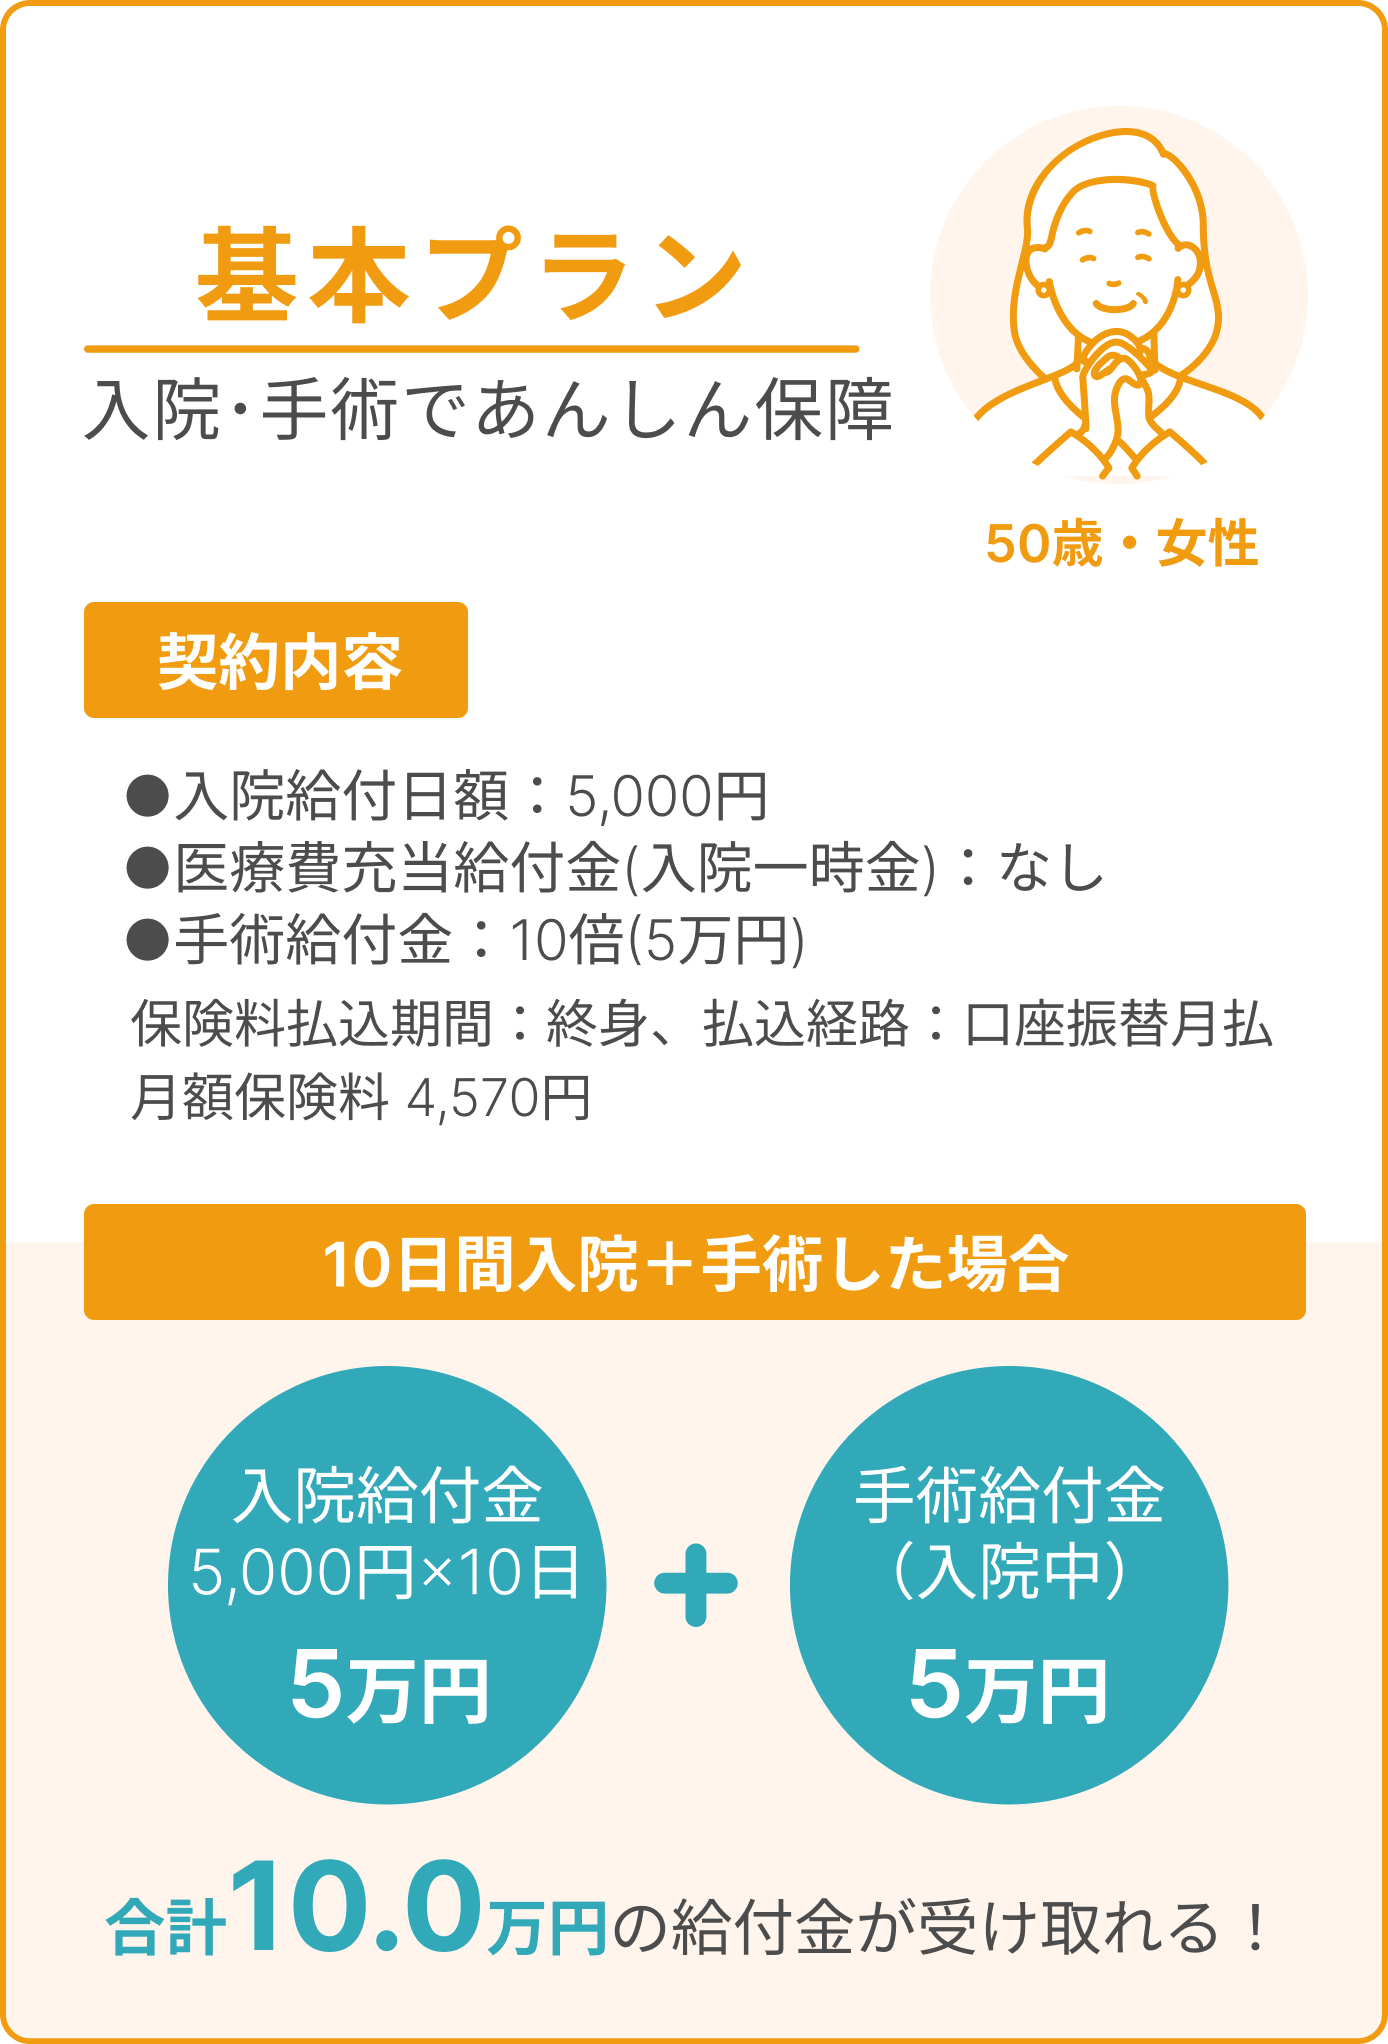 基本プラン
入院･手術であんしん保障
50歳・女性
契約内容
●入院給付日額：5,000円
●医療費充当給付金(入院一時金)：なし
●手術給付金：10倍(5万円)
保険料払込期間：終身、払込経路：口座振替月払
月額保険料 4,570円
10日間入院＋手術した場合
入院給付金
5,000円×10日
5万円
+
手術給付金
（入院中）
5万円
合計10.0万円の給付金が受け取れる！